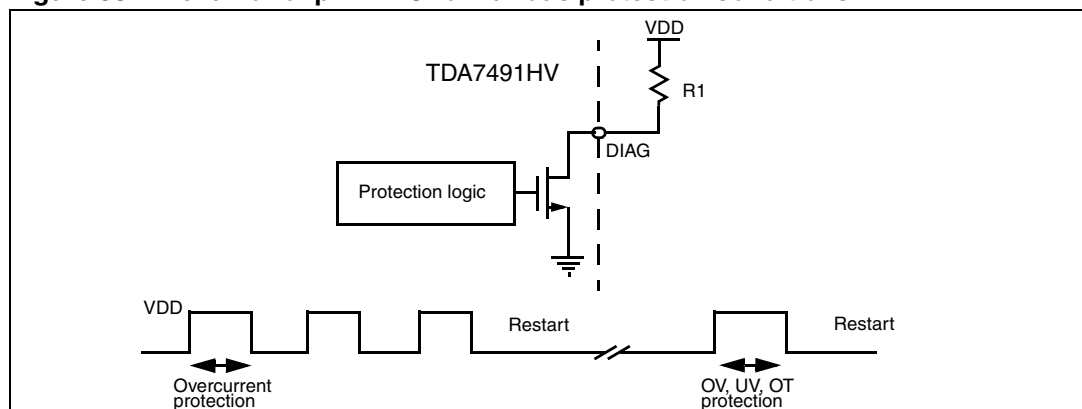 VDD
TDA7491HV
R1
DIAG
Protection logic
VDD
Restart
Restart
Overcurrent
protection
OV, UV, OT
protection